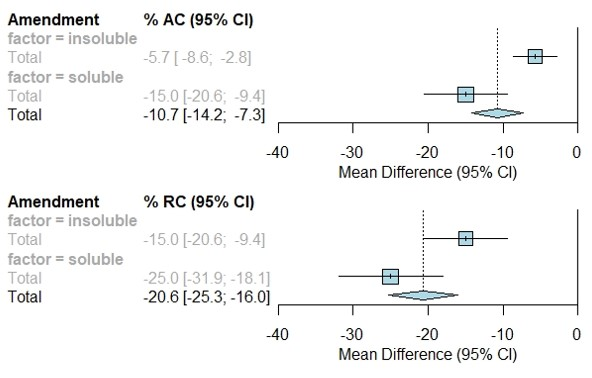 Amendment % AC (95% CI)
factor = insoluble
Total -5.7 [ -8.6; -2.8]
factor = soluble
Total -15.0 [-20.6; -9.4]
Total -10.7 [-14.2; -7.3]
-40 -30 -20 -10 0
Mean Difference (95% CI)
Amendment % RC (95% CI)
factor = insoluble
Total -15.0 [-20.6; -9.4]
factor = soluble
Total -25.0 [-31.9; -18.1]
Total -20.6 [-25.3; -16.0]
-40 -30 -20 -10 0
Mean Difference (95% CI)